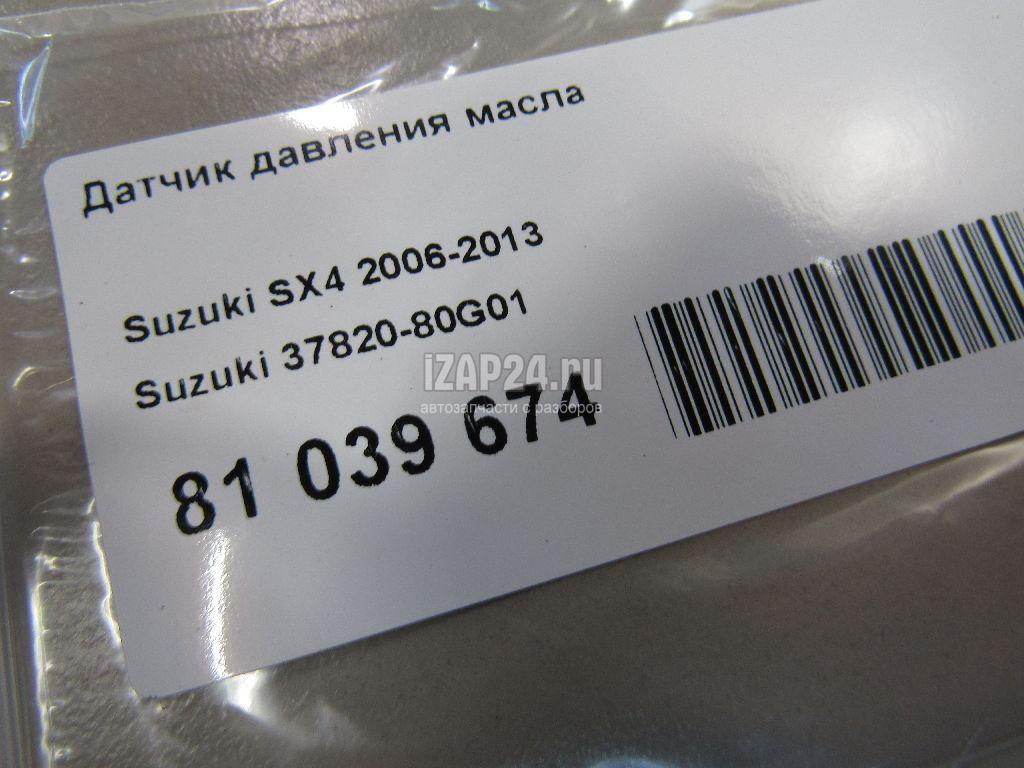 Датчик давления масла
Suzuki SX4 2006-2013
Suzuki 37820-80G01
iZAP24.ru
автозапчасти с разборов
81 039 674